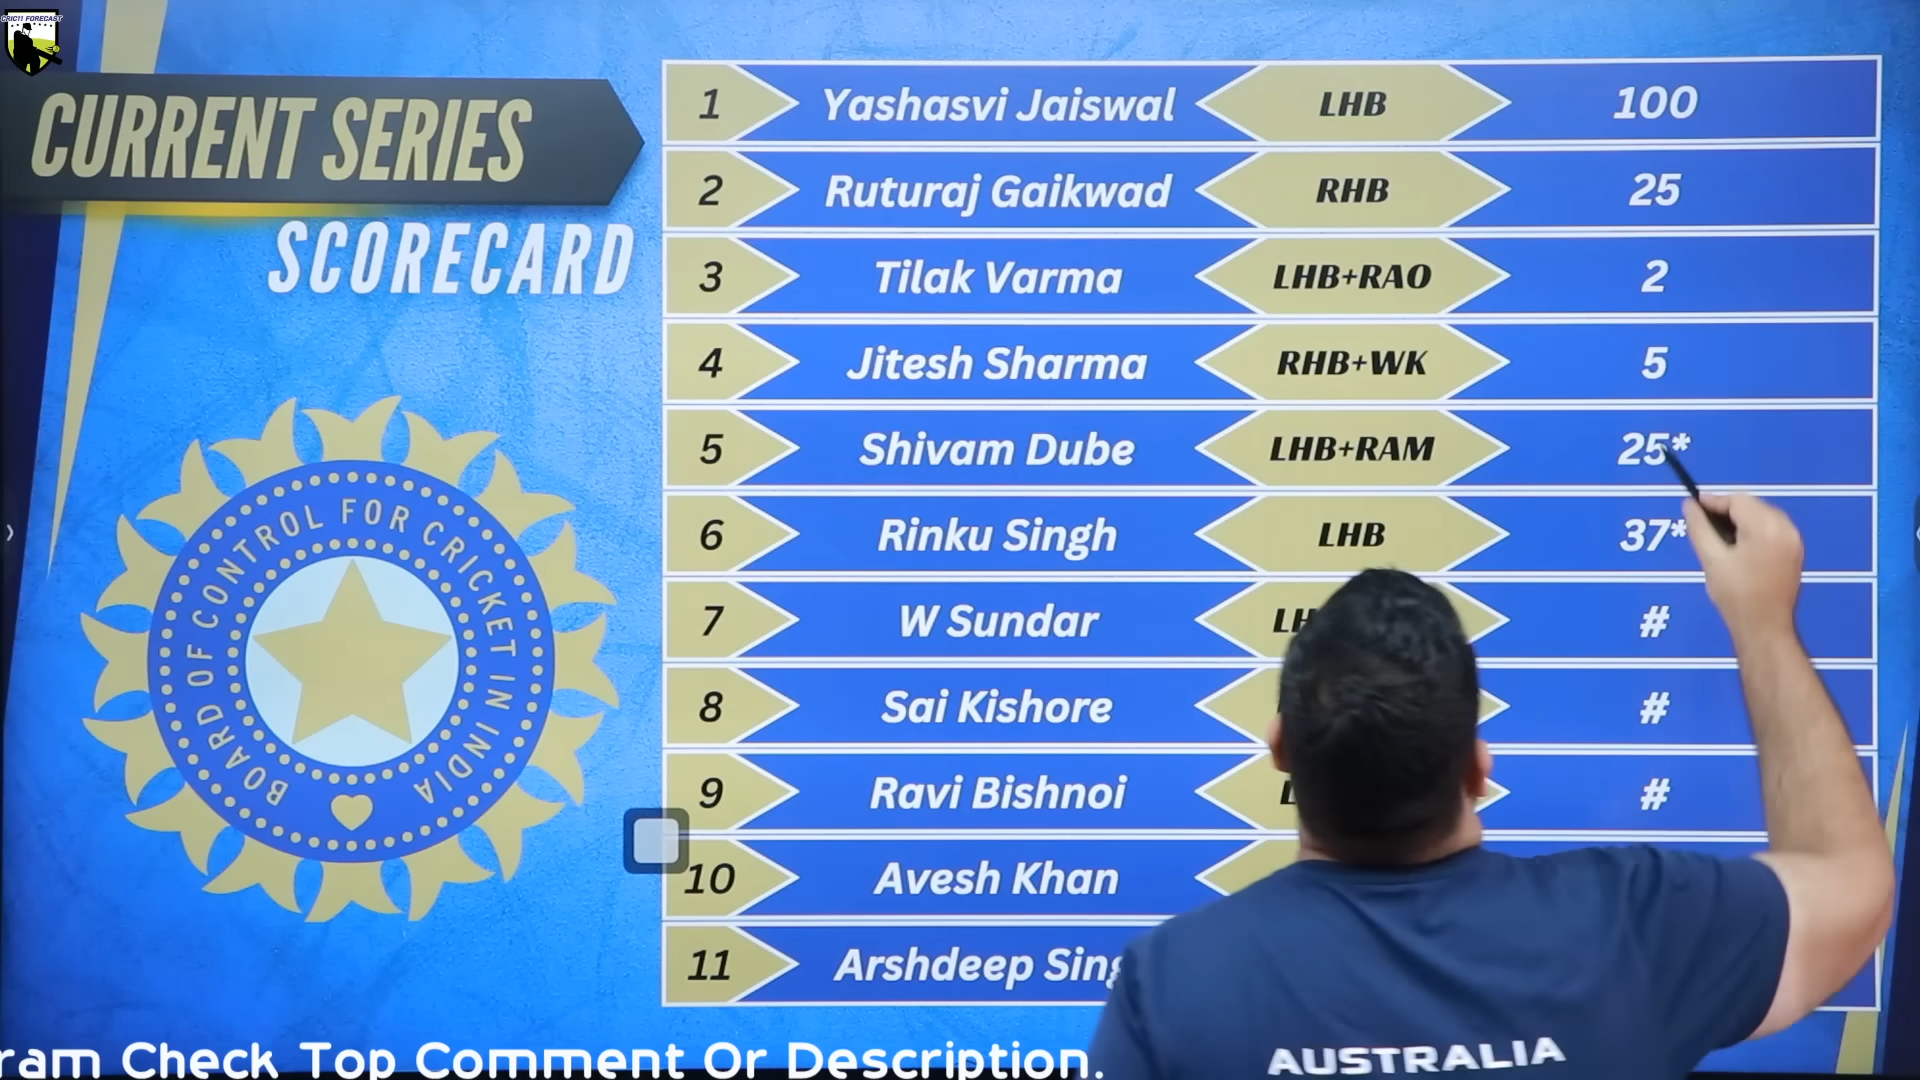 CRIC11 FORECAST
CURRENT SERIES
SCORECARD
1 Yashasvi Jaiswal LHB 100
2 Ruturaj Gaikwad RHB 25
3 Tilak Varma LHB+RAO 2
4 Jitesh Sharma RHB+WK 5
5 Shivam Dube LHB+RAM 25*
6 Rinku Singh LHB 37*
7 W Sundar #
8 Sai Kishore #
9 Ravi Bishnoi #
10 Avesh Khan
11 Arshdeep
BOARD OF CONTROL FOR CRICKET IN INDIA
AUSTRALIA
Check Top Comment Or Description.